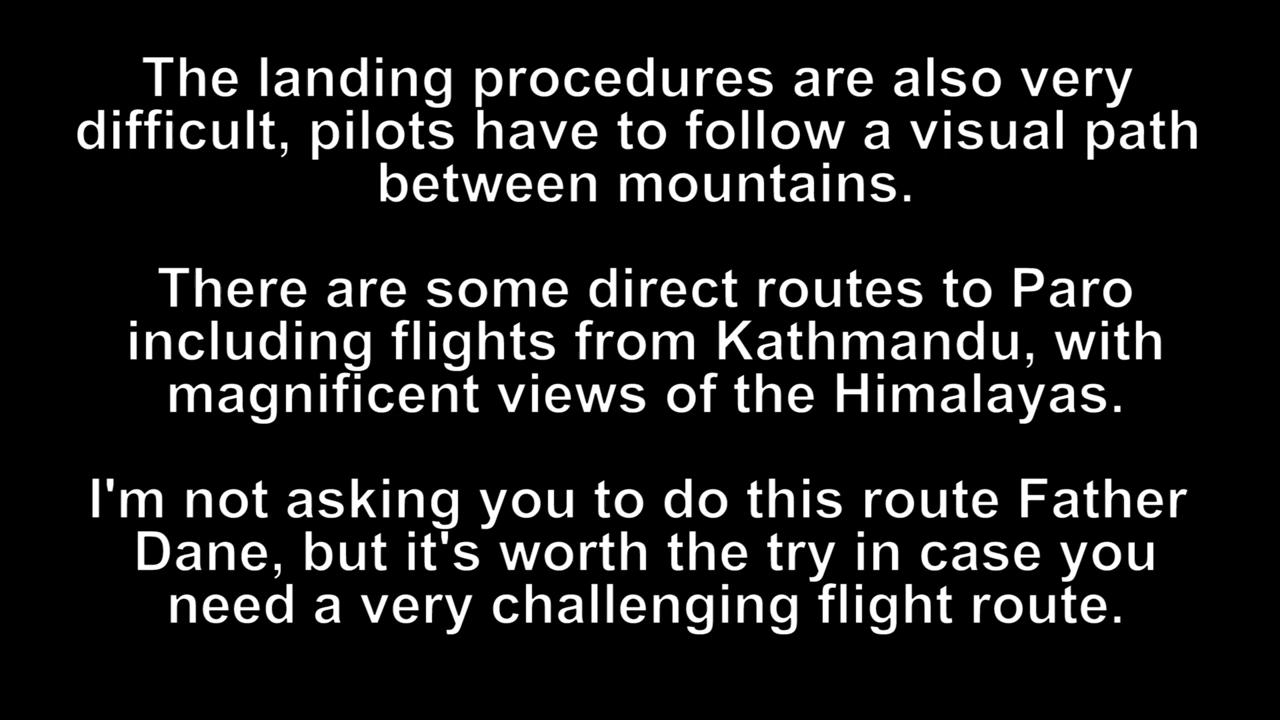 The landing procedures are also very
difficult, pilots have to follow a visual path
between mountains.
There are some direct routes to Paro
including flights from Kathmandu, with
magnificent views of the Himalayas.
I'm not asking you to do this route Father
Dane, but it's worth the try in case you
need a very challenging flight route.